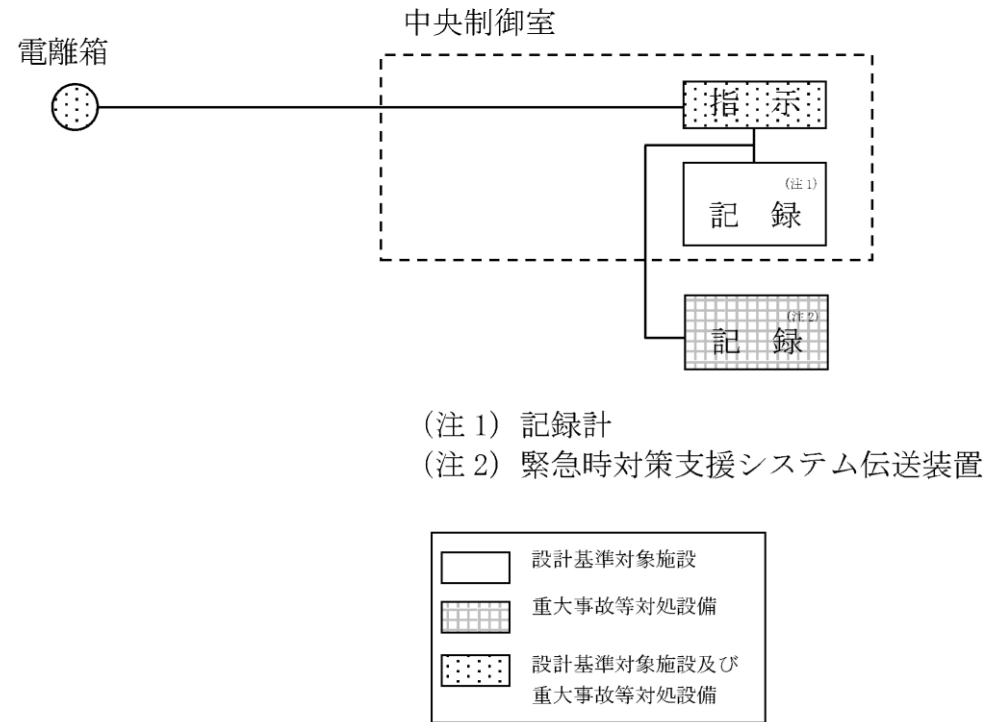 中央制御室
電離箱
指 示
(注1)
記 録
(注2)
記 録
(注 1) 記録計
(注 2) 緊急時対策支援システム伝送装置
設計基準対象施設
重大事故等対処設備
設計基準対象施設及び
重大事故等対処設備